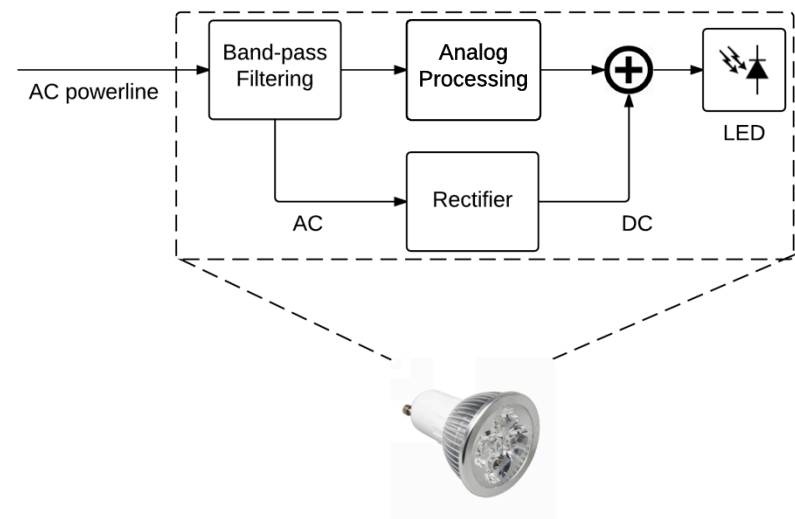 AC powerline
Band-pass
Filtering
Analog
Processing
LED
Rectifier
AC
DC